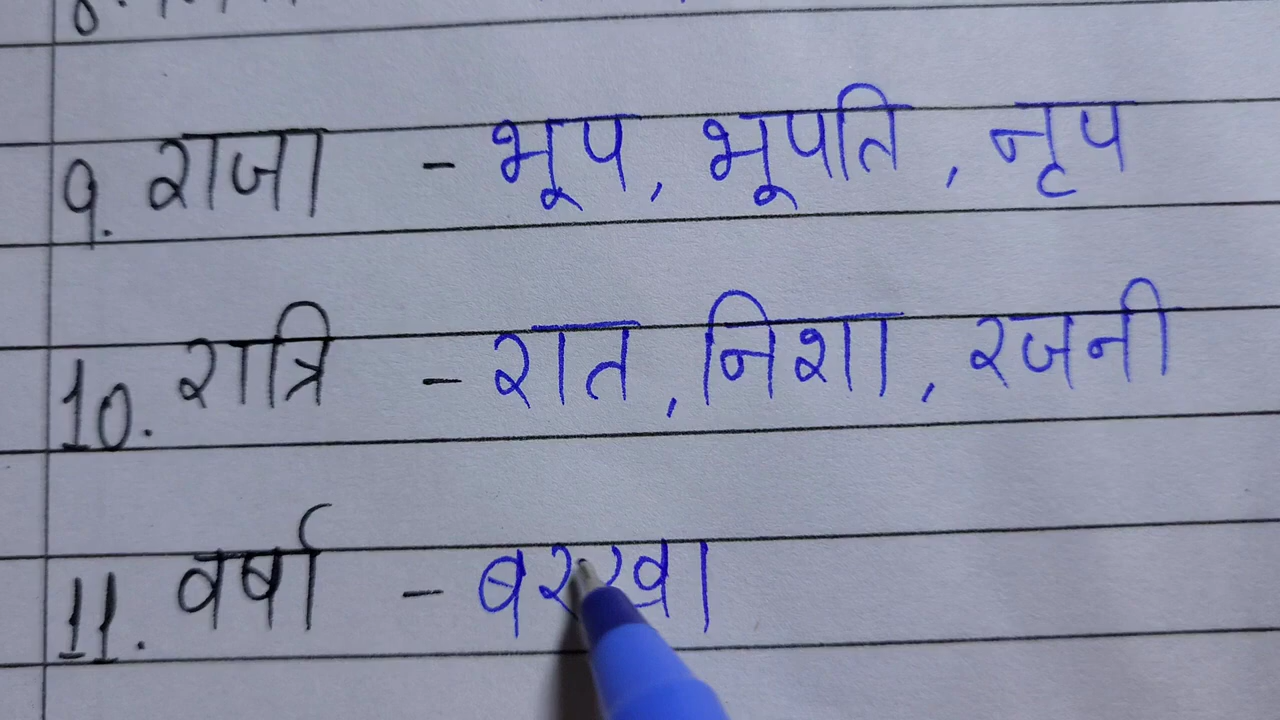 9. राजा - भूप, भूपति, नृप
10. रात्रि - रात, निशा, रजनी
11. वर्षा - बरखा